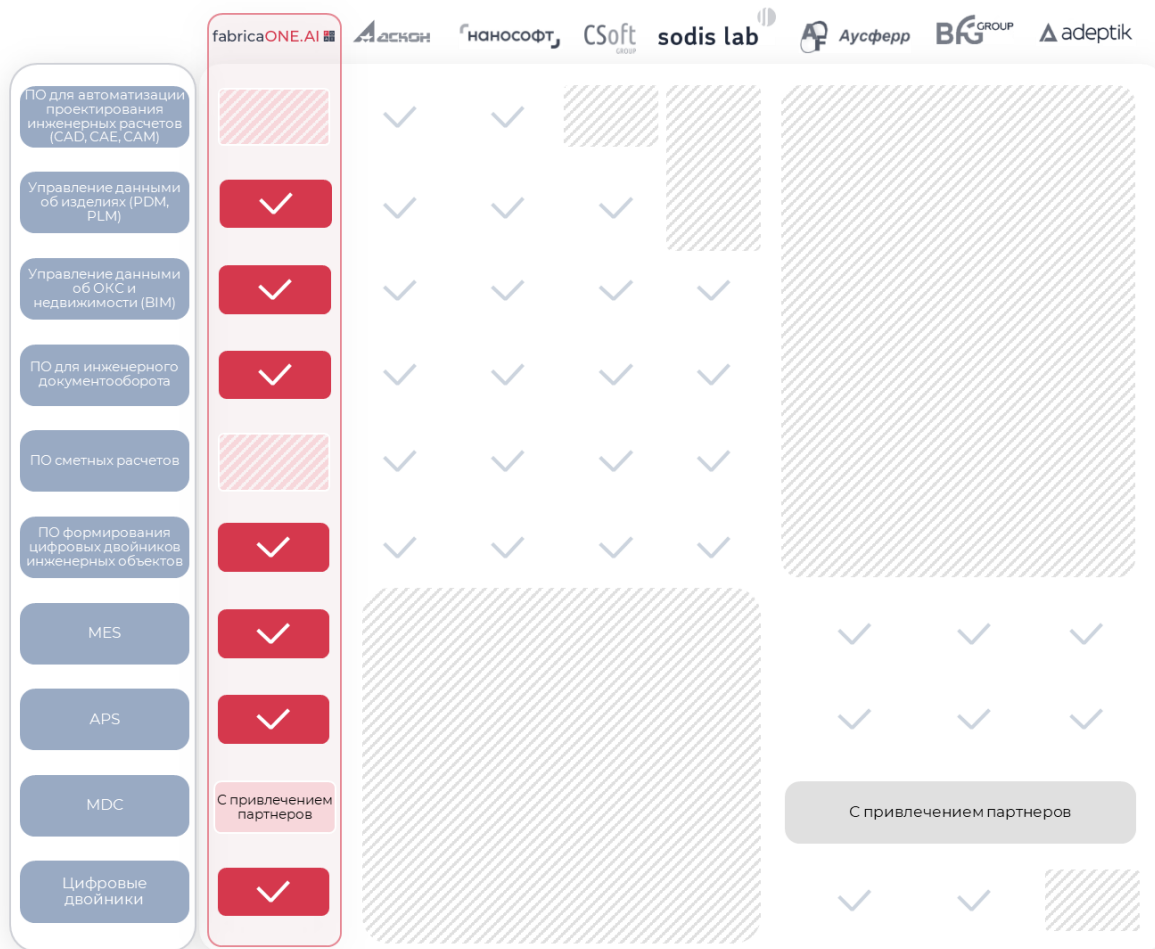 fabricaONE.AI
Аскон
нанософт
CSoft
GROUP
sodis lab
АФ
Аусферр
BFG GROUP
adeptik
ПО для автоматизации
проектирования
инженерных расчетов
(CAD, CAE, CAM)
Управление данными
об изделиях (PDM,
PLM)
Управление данными
об ОКС и
недвижимости (BIM)
ПО для инженерного
документооборота
ПО сметных расчетов
ПО формирования
цифровых двойников
инженерных объектов
MES
APS
MDC
С привлечением
партнеров
С привлечением партнеров
Цифровые
двойники